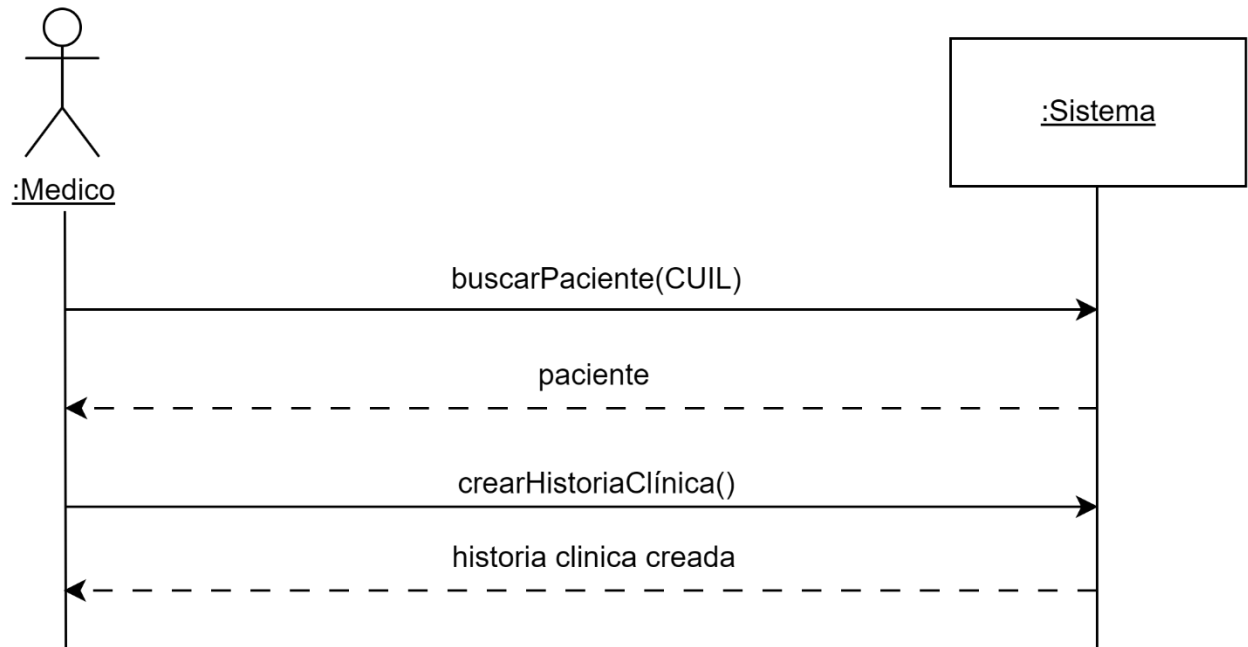 :Medico
:Sistema
buscarPaciente(CUIL)
paciente
crearHistoriaClínica()
historia clinica creada